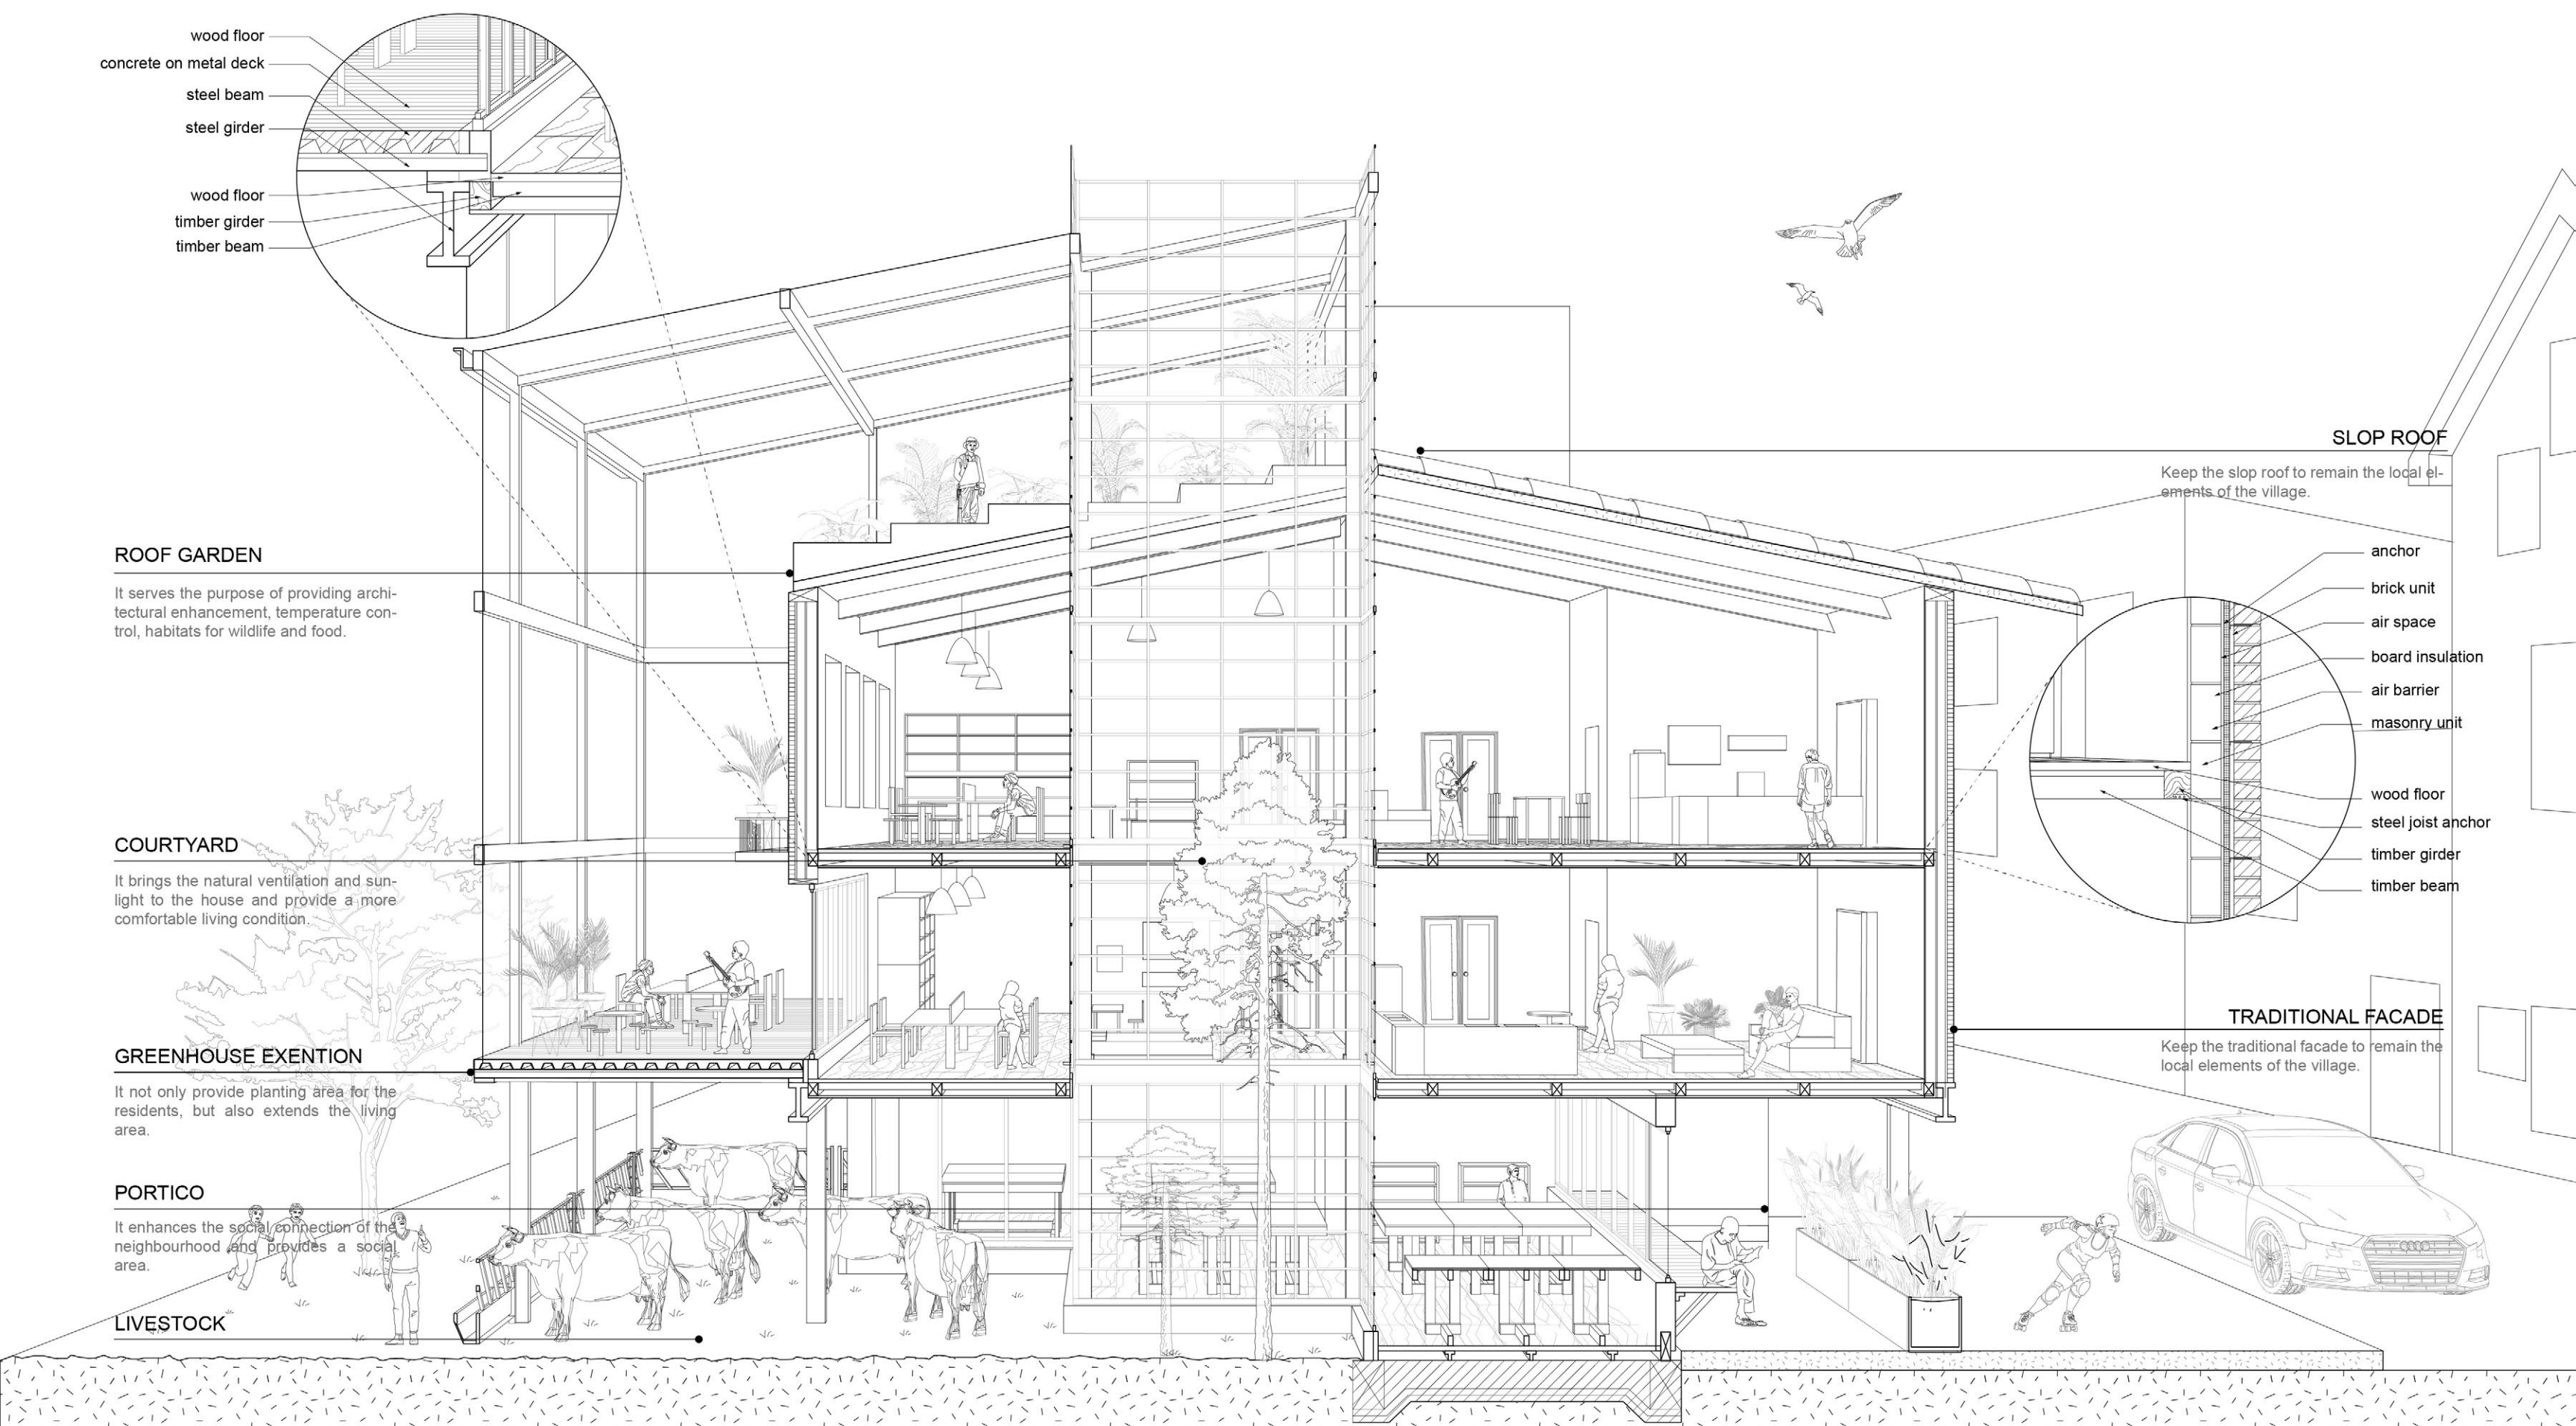 wood floor
concrete on metal deck
steel beam
steel girder
wood floor
timber girder
timber beam
ROOF GARDEN
It serves the purpose of providing archi-
tectural enhancement, temperature con-
trol, habitats for wildlife and food.
COURTYARD
It brings the natural ventilation and sun-
light to the house and provide a more
comfortable living condition.
GREENHOUSE EXENTION
It not only provide planting area for the
residents, but also extends the living
area.
PORTICO
It enhances the social connection of the
neighbourhood and provides a social
area.
LIVESTOCK
SLOP ROOF
Keep the slop roof to remain the local el-
ements of the village.
anchor
brick unit
air space
board insulation
air barrier
masonry unit
wood floor
steel joist anchor
timber girder
timber beam
TRADITIONAL FACADE
Keep the traditional facade to remain the
local elements of the village.